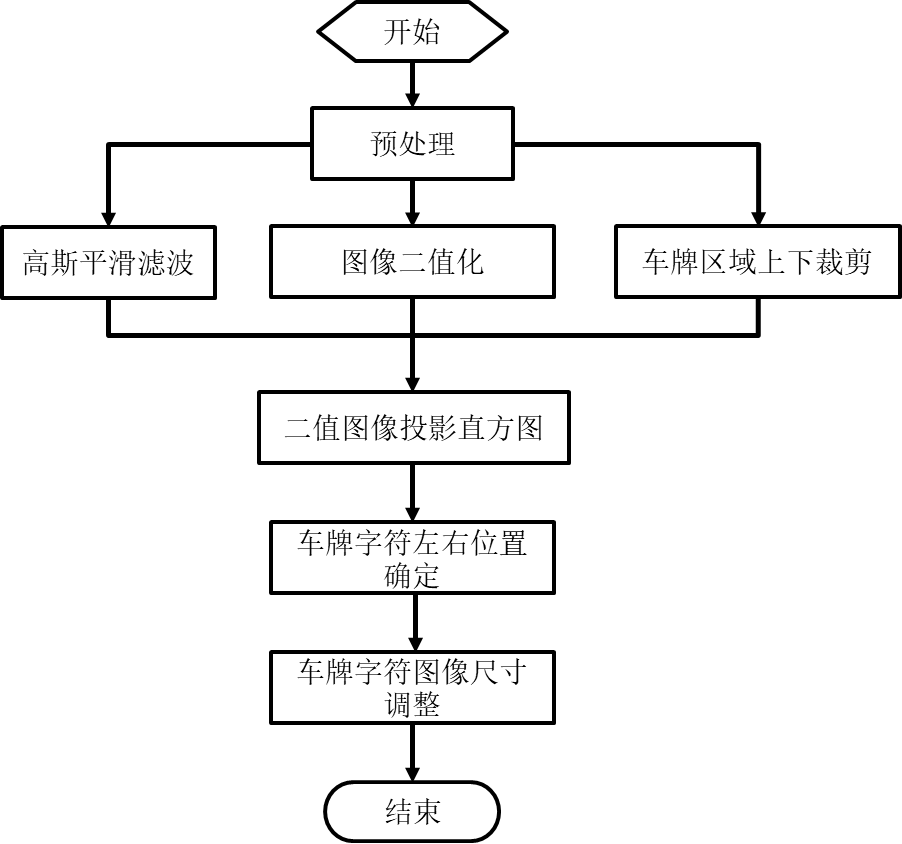 开始
预处理
高斯平滑滤波
图像二值化
车牌区域上下裁剪
二值图像投影直方图
车牌字符左右位置
确定
车牌字符图像尺寸
调整
结束